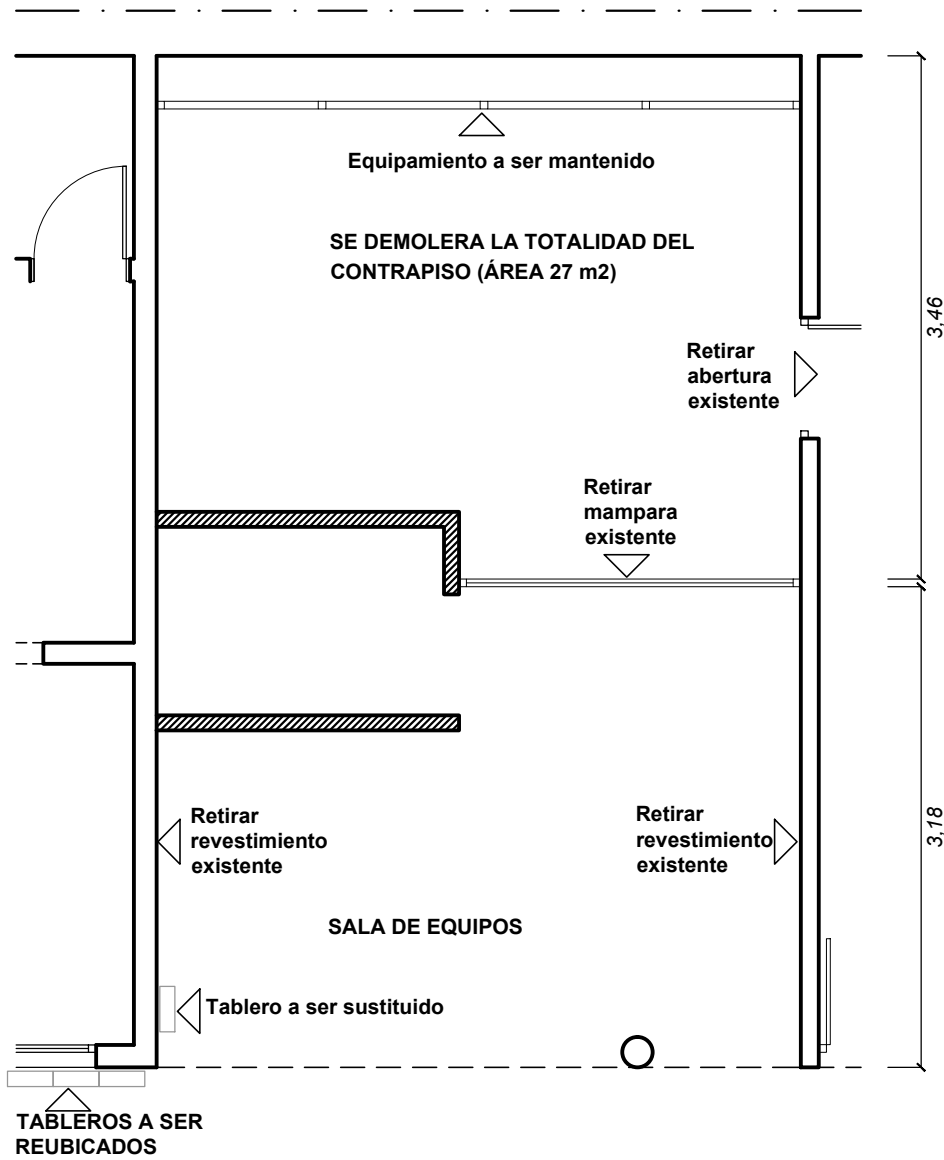 Equipamiento a ser mantenido
SE DEMOLERA LA TOTALIDAD DEL
CONTRAPISO (ÁREA 27 m2)
3,46
Retirar
abertura
existente
Retirar
mampara
existente
Retirar
revestimiento
existente
Retirar
revestimiento
existente
3,18
SALA DE EQUIPOS
Tablero a ser sustituido
TABLEROS A SER
REUBICADOS